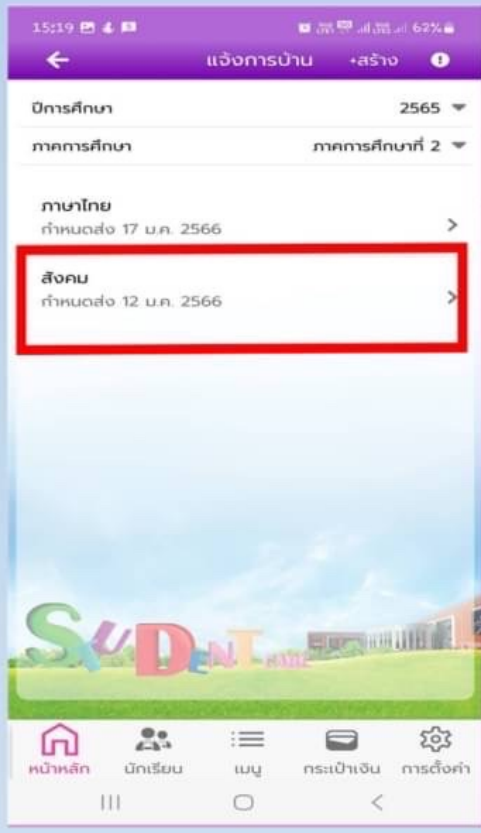 15:19 62%
แจ้งการบ้าน +สร้าง
ปีการศึกษา 2565
ภาคการศึกษา ภาคการศึกษาที่ 2
ภาษาไทย
กำหนดส่ง 17 ม.ค. 2566
สังคม
กำหนดส่ง 12 ม.ค. 2566
STUDENT
หน้าหลัก นักเรียน เมนู กระเป๋าเงิน การตั้งค่า